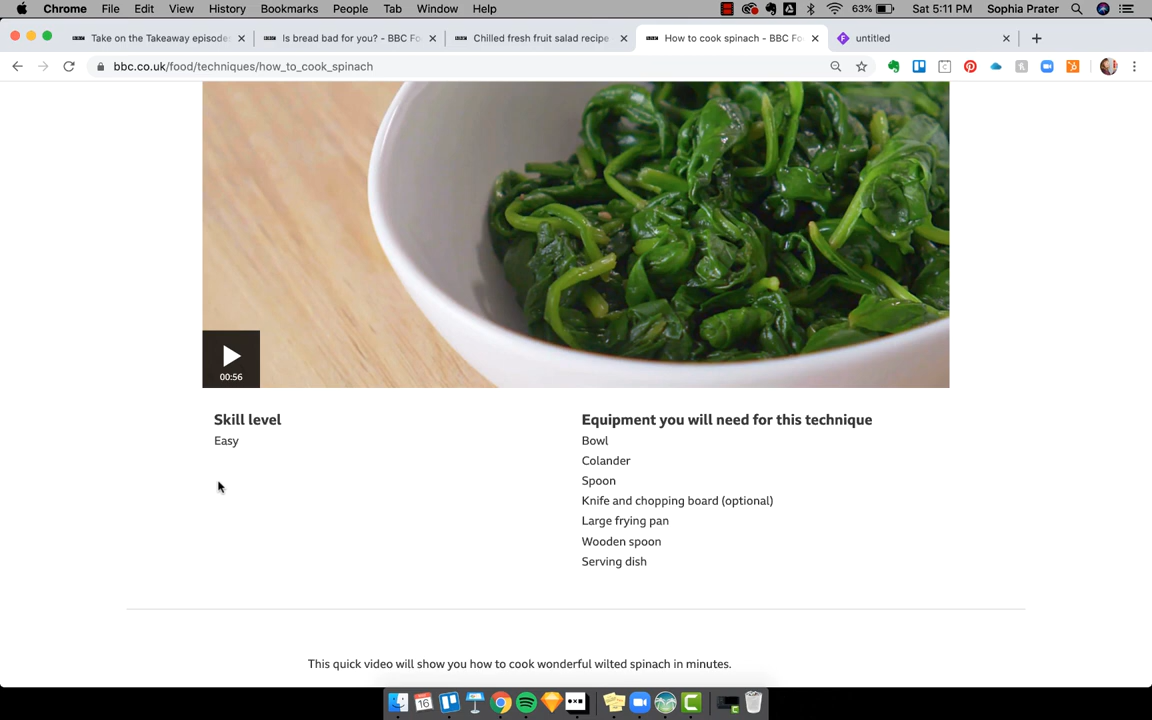 Chrome File Edit View History Bookmarks People Tab Window Help 63% Sat 5:11 PM Sophia Prater
Take on the Takeaway episode Is bread bad for you? - BBC Fo Chilled fresh fruit salad recipe How to cook spinach - BBC Fo untitled
bbc.co.uk/food/techniques/how_to_cook_spinach
00:56
Skill level
Easy
Equipment you will need for this technique
Bowl
Colander
Spoon
Knife and chopping board (optional)
Large frying pan
Wooden spoon
Serving dish
This quick video will show you how to cook wonderful wilted spinach in minutes.
16